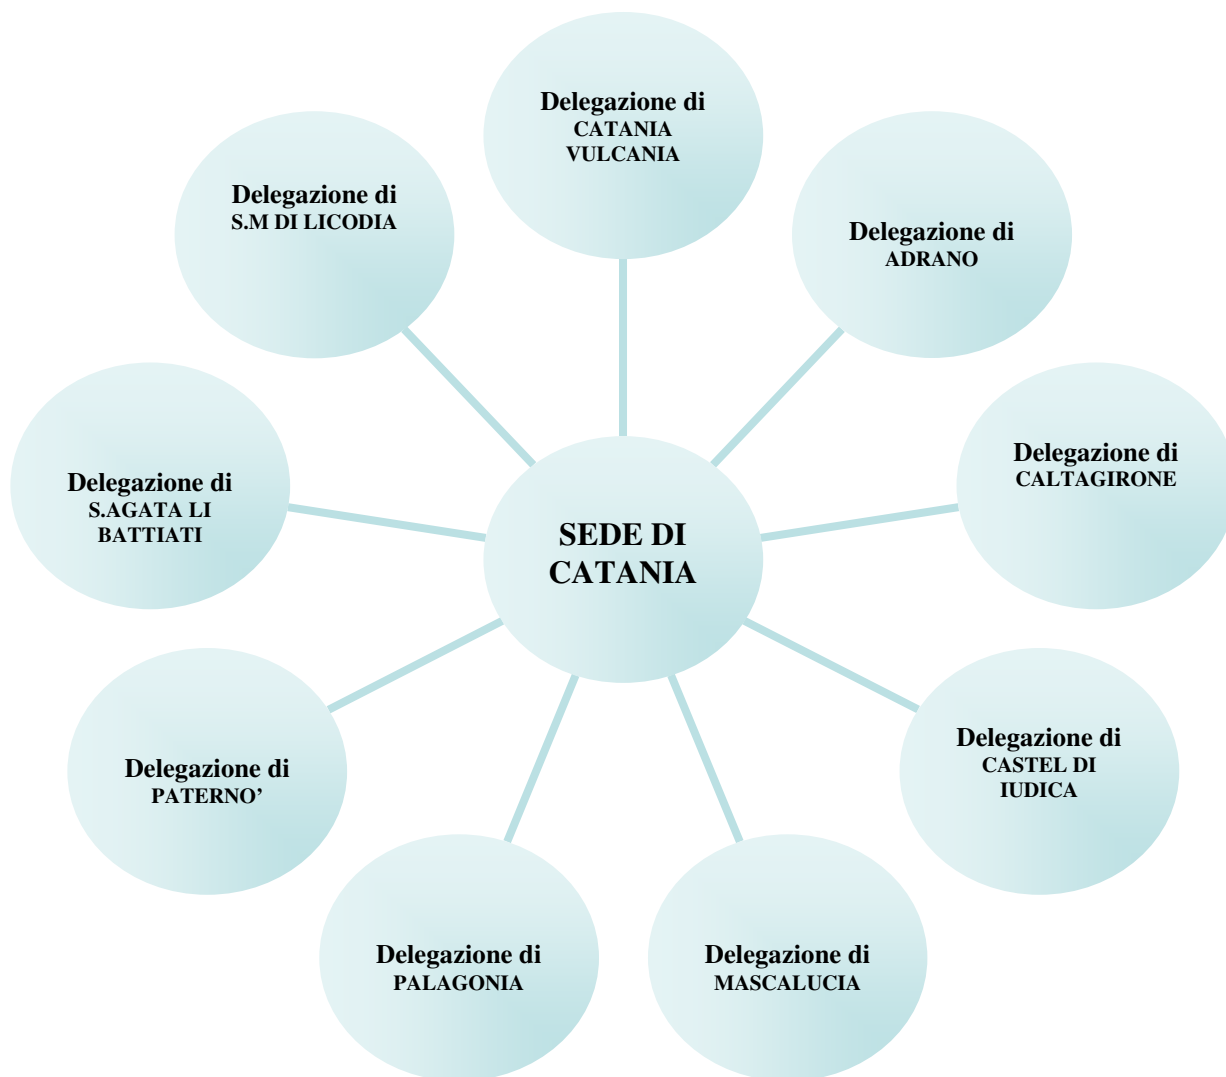 Delegazione di
CATANIA
VULCANIA
Delegazione di
S.M DI LICODIA
Delegazione di
ADRANO
Delegazione di
S.AGATA LI
BATTIATI
Delegazione di
CALTAGIRONE
SEDE DI
CATANIA
Delegazione di
PATERNO’
Delegazione di
CASTEL DI
IUDICA
Delegazione di
PALAGONIA
Delegazione di
MASCALUCIA